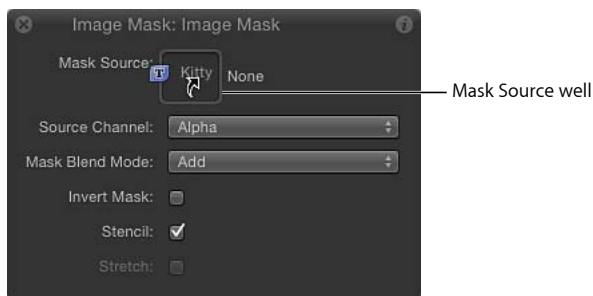 Image Mask: Image Mask
Mask Source: T Kitty None
Mask Source well
Source Channel: Alpha
Mask Blend Mode: Add
Invert Mask:
Stencil:
Stretch: